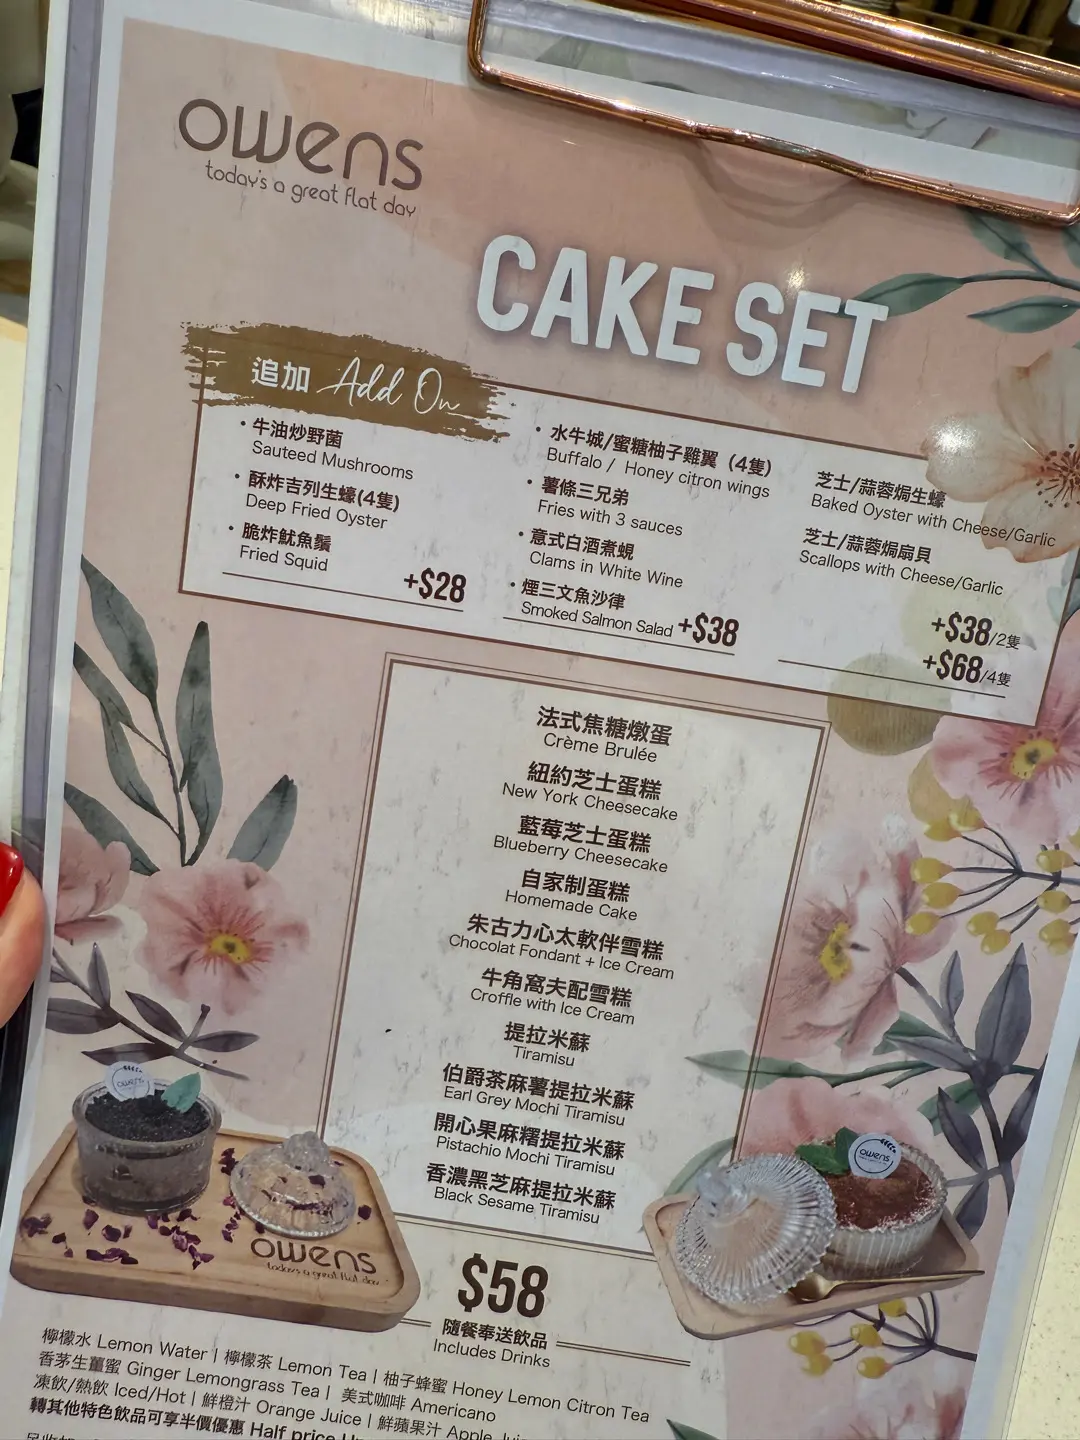 owens
today's a great flat day
CAKE SET
追加 Add On
・牛油炒野菌
Sauteed Mushrooms
・酥炸吉列生蠔(4隻)
Deep Fried Oyster
・脆炸魷魚鬚
Fried Squid
+$28
・水牛城/蜜糖柚子雞翼（4隻）
Buffalo / Honey citron wings
・薯條三兄弟
Fries with 3 sauces
・意式白酒煮蜆
Clams in White Wine
・煙三文魚沙律
Smoked Salmon Salad +$38
芝士/蒜蓉焗生蠔
Baked Oyster with Cheese/Garlic
芝士/蒜蓉焗扇貝
Scallops with Cheese/Garlic
+$38/2隻
+$68/4隻
法式焦糖燉蛋
Crème Brulée
紐約芝士蛋糕
New York Cheesecake
藍莓芝士蛋糕
Blueberry Cheesecake
自家制蛋糕
Homemade Cake
朱古力心太軟伴雪糕
Chocolat Fondant + Ice Cream
牛角窩夫配雪糕
Croffle with Ice Cream
提拉米蘇
Tiramisu
伯爵茶麻薯提拉米蘇
Earl Grey Mochi Tiramisu
開心果麻糬提拉米蘇
Pistachio Mochi Tiramisu
香濃黑芝麻提拉米蘇
Black Sesame Tiramisu
owens
owens
owens
today's a great flat day
$58
隨餐奉送飲品
Includes Drinks
檸檬水 Lemon Water | 檸檬茶 Lemon Tea | 柚子蜂蜜 Honey Lemon Citron Tea
香茅生薑蜜 Ginger Lemongrass Tea | 美式咖啡 Americano
凍飲/熱飲 Iced/Hot | 鮮橙汁 Orange Juice | 鮮蘋果汁 Apple
轉其他特色飲品可享半價優惠 Half price